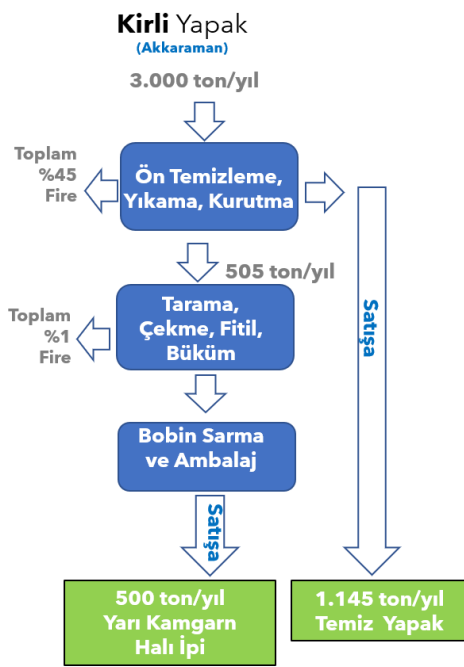 Kirli Yapak
(Akkaraman)
3.000 ton/yıl
Toplam
%45
Fire
Ön Temizleme,
Yıkama, Kurutma
505 ton/yıl
Toplam
%1
Fire
Tarama,
Çekme, Fitil,
Büküm
Satışa
Bobin Sarma
ve Ambalaj
Satışa
500 ton/yıl
Yarı Kamgarn
Halı İpi
1.145 ton/yıl
Temiz Yapak